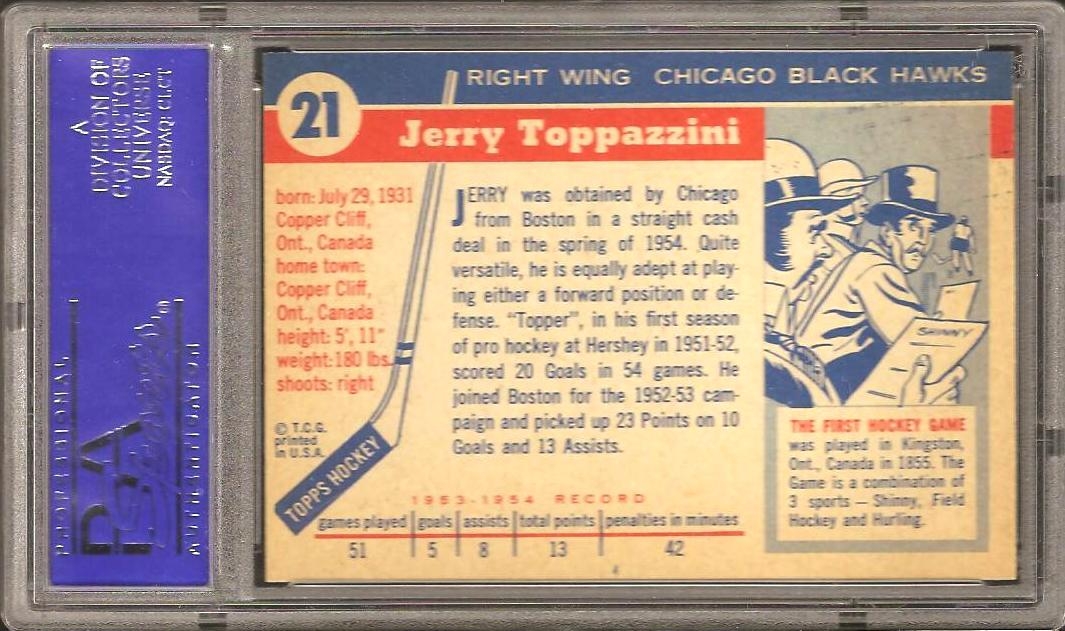 A
DIVISION OF
COLLECTORS
UNIVERSE
NASDAQ: CLCT
PROFESSIONAL
PSA
AUTHENTICATOR
21
RIGHT WING CHICAGO BLACK HAWKS
Jerry Toppazzini
born: July 29, 1931
Copper Cliff,
Ont., Canada
home town:
Copper Cliff,
Ont., Canada
height: 5', 11"
weight: 180 lbs.
shoots: right
© T.C.G.
printed
in U.S.A.
TOPPS HOCKEY
JERRY was obtained by Chicago
from Boston in a straight cash
deal in the spring of 1954. Quite
versatile, he is equally adept at play-
ing either a forward position or de-
fense. "Topper", in his first season
of pro hockey at Hershey in 1951-52,
scored 20 Goals in 54 games. He
joined Boston for the 1952-53 cam-
paign and picked up 23 Points on 10
Goals and 13 Assists.
1953-1954 RECORD
games played goals assists total points penalties in minutes
51 5 8 13 42
4
SHINNY
THE FIRST HOCKEY GAME
was played in Kingston,
Ont., Canada in 1855. The
Game is a combination of
3 sports — Shinny, Field
Hockey and Hurling.